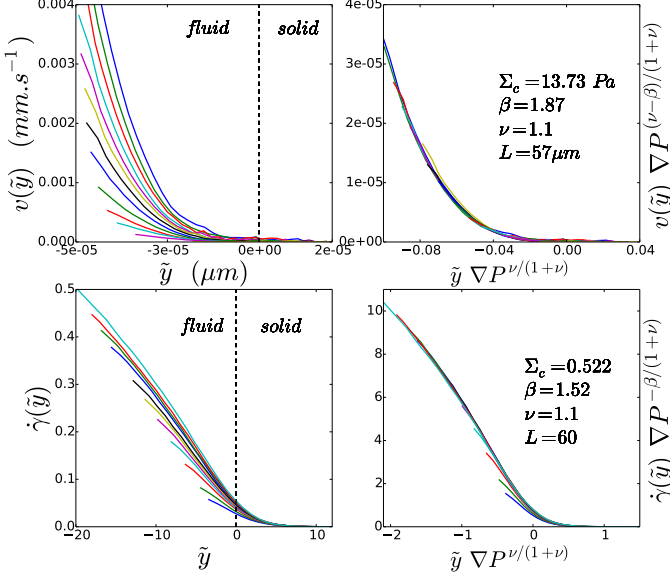 0.004
0.003
0.002
0.001
0.000
-5e-05
-3e-05
0e+00
2e-05
fluid
solid
v(ỹ) (mm.s⁻¹)
ỹ (μm)
4e-05
3e-05
2e-05
1e-05
0e+00
−0.08
−0.04
0.00
0.04
Σ_c = 13.73 Pa
β = 1.87
ν = 1.1
L = 57μm
v(ỹ) ∇P^(ν−β)/(1+ν)
ỹ ∇P^ν/(1+ν)
0.5
0.4
0.3
0.2
0.1
0.0
−20
−10
0
10
fluid
solid
γ̇(ỹ)
ỹ
10
8
6
4
2
0
−2
−1
0
1
Σ_c = 0.522
β = 1.52
ν = 1.1
L = 60
γ̇(ỹ) ∇P^−β/(1+ν)
ỹ ∇P^ν/(1+ν)